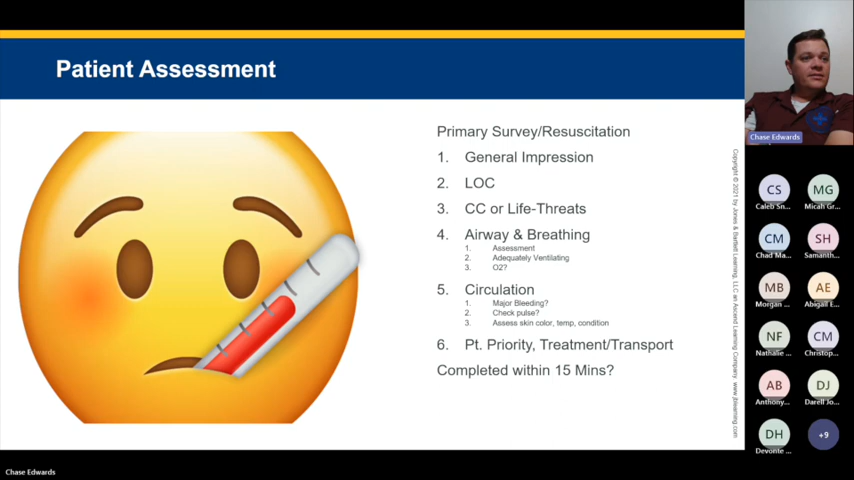 Patient Assessment
Primary Survey/Resuscitation
1. General Impression
2. LOC
3. CC or Life-Threats
4. Airway & Breathing
1. Assessment
2. Adequately Ventilating
3. O2?
5. Circulation
1. Major Bleeding?
2. Check pulse?
3. Assess skin color, temp, condition
6. Pt. Priority, Treatment/Transport
Completed within 15 Mins?
Copyright © 2021 by Jones & Bartlett Learning, LLC an Ascend Learning Company. www.jblearning.com
Chase Edwards
CS
MG
Caleb Sn...
Micah Gr...
CM
SH
Chad Ma...
Samanth...
MB
AE
Morgan ...
Abigail E...
NF
CM
Nathalie ...
Christop...
AB
DJ
Anthony...
Darell Jo...
DH
+9
Devonte ...
Chase Edwards